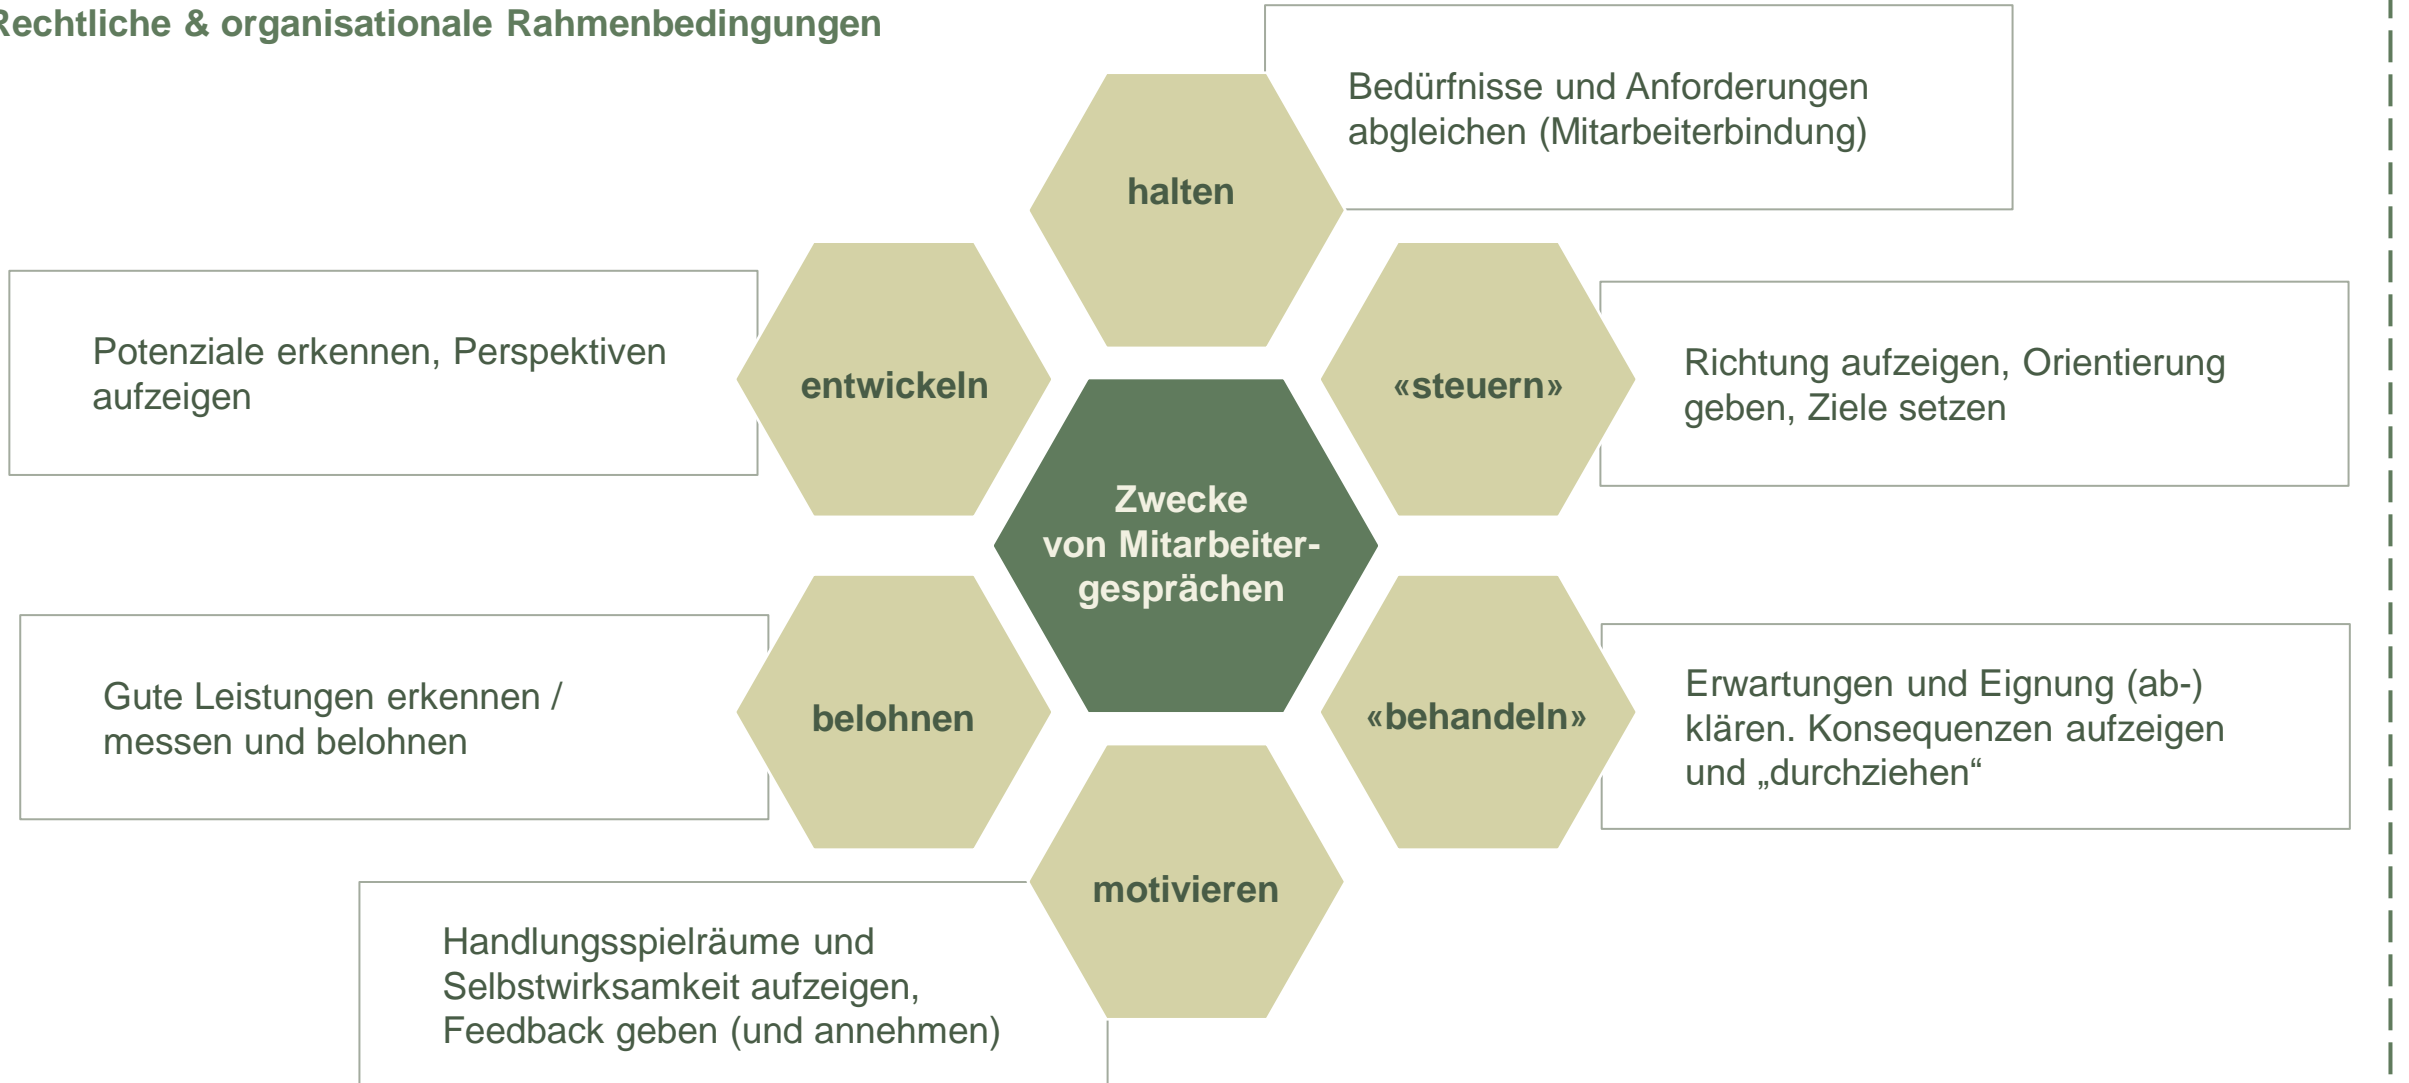 Rechtliche & organisationale Rahmenbedingungen
Bedürfnisse und Anforderungen
abgleichen (Mitarbeiterbindung)
halten
Potenziale erkennen, Perspektiven
aufzeigen
entwickeln
«steuern»
Richtung aufzeigen, Orientierung
geben, Ziele setzen
Zwecke
von Mitarbeiter-
gesprächen
Gute Leistungen erkennen /
messen und belohnen
belohnen
«behandeln»
Erwartungen und Eignung (ab-)
klären. Konsequenzen aufzeigen
und „durchziehen“
motivieren
Handlungsspielräume und
Selbstwirksamkeit aufzeigen,
Feedback geben (und annehmen)